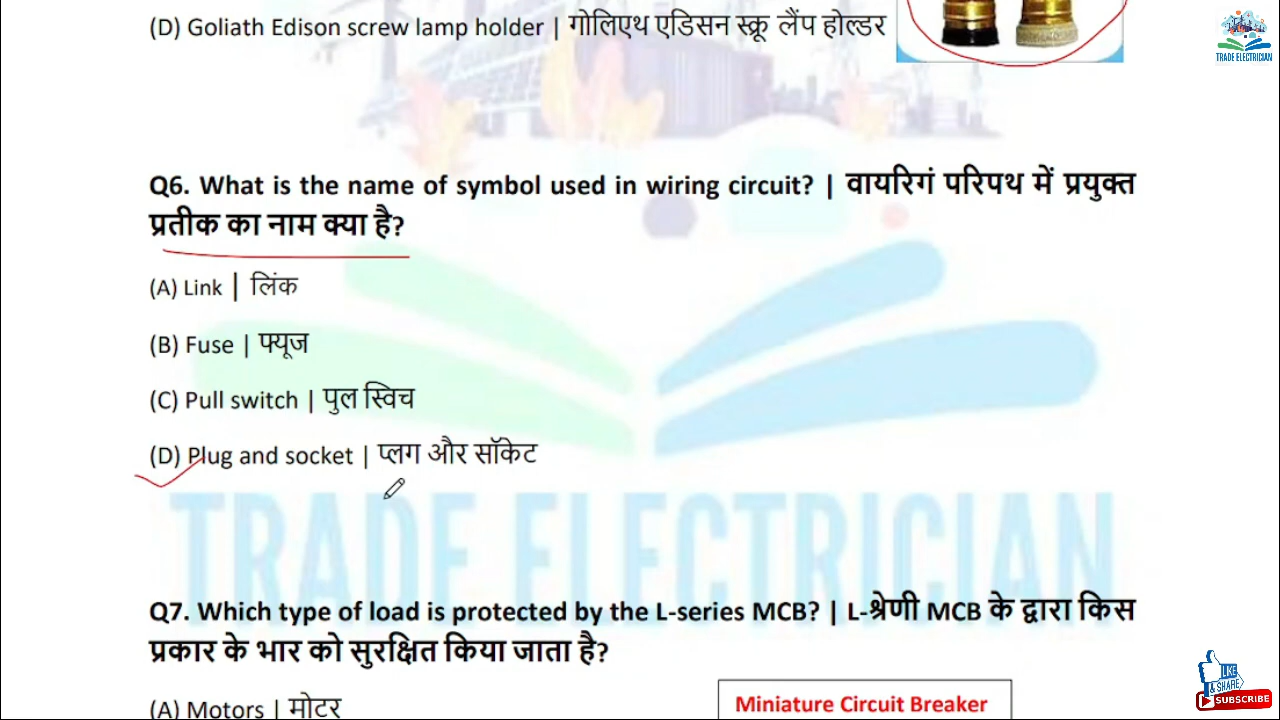 (D) Goliath Edison screw lamp holder | गोलिएथ एडिसन स्क्रू लैंप होल्डर
TRADE ELECTRICIAN
Q6. What is the name of symbol used in wiring circuit? | वायरिगं परिपथ में प्रयुक्त
प्रतीक का नाम क्या है?
(A) Link | लिंक
(B) Fuse | फ्यूज
(C) Pull switch | पुल स्विच
(D) Plug and socket | प्लग और सॉकेट
TRADE ELECTRICIAN
Q7. Which type of load is protected by the L-series MCB? | L-श्रेणी MCB के द्वारा किस
प्रकार के भार को सुरक्षित किया जाता है?
(A) Motors | मोटर
Miniature Circuit Breaker
LIKE
& SHARE
SUBSCRIBE